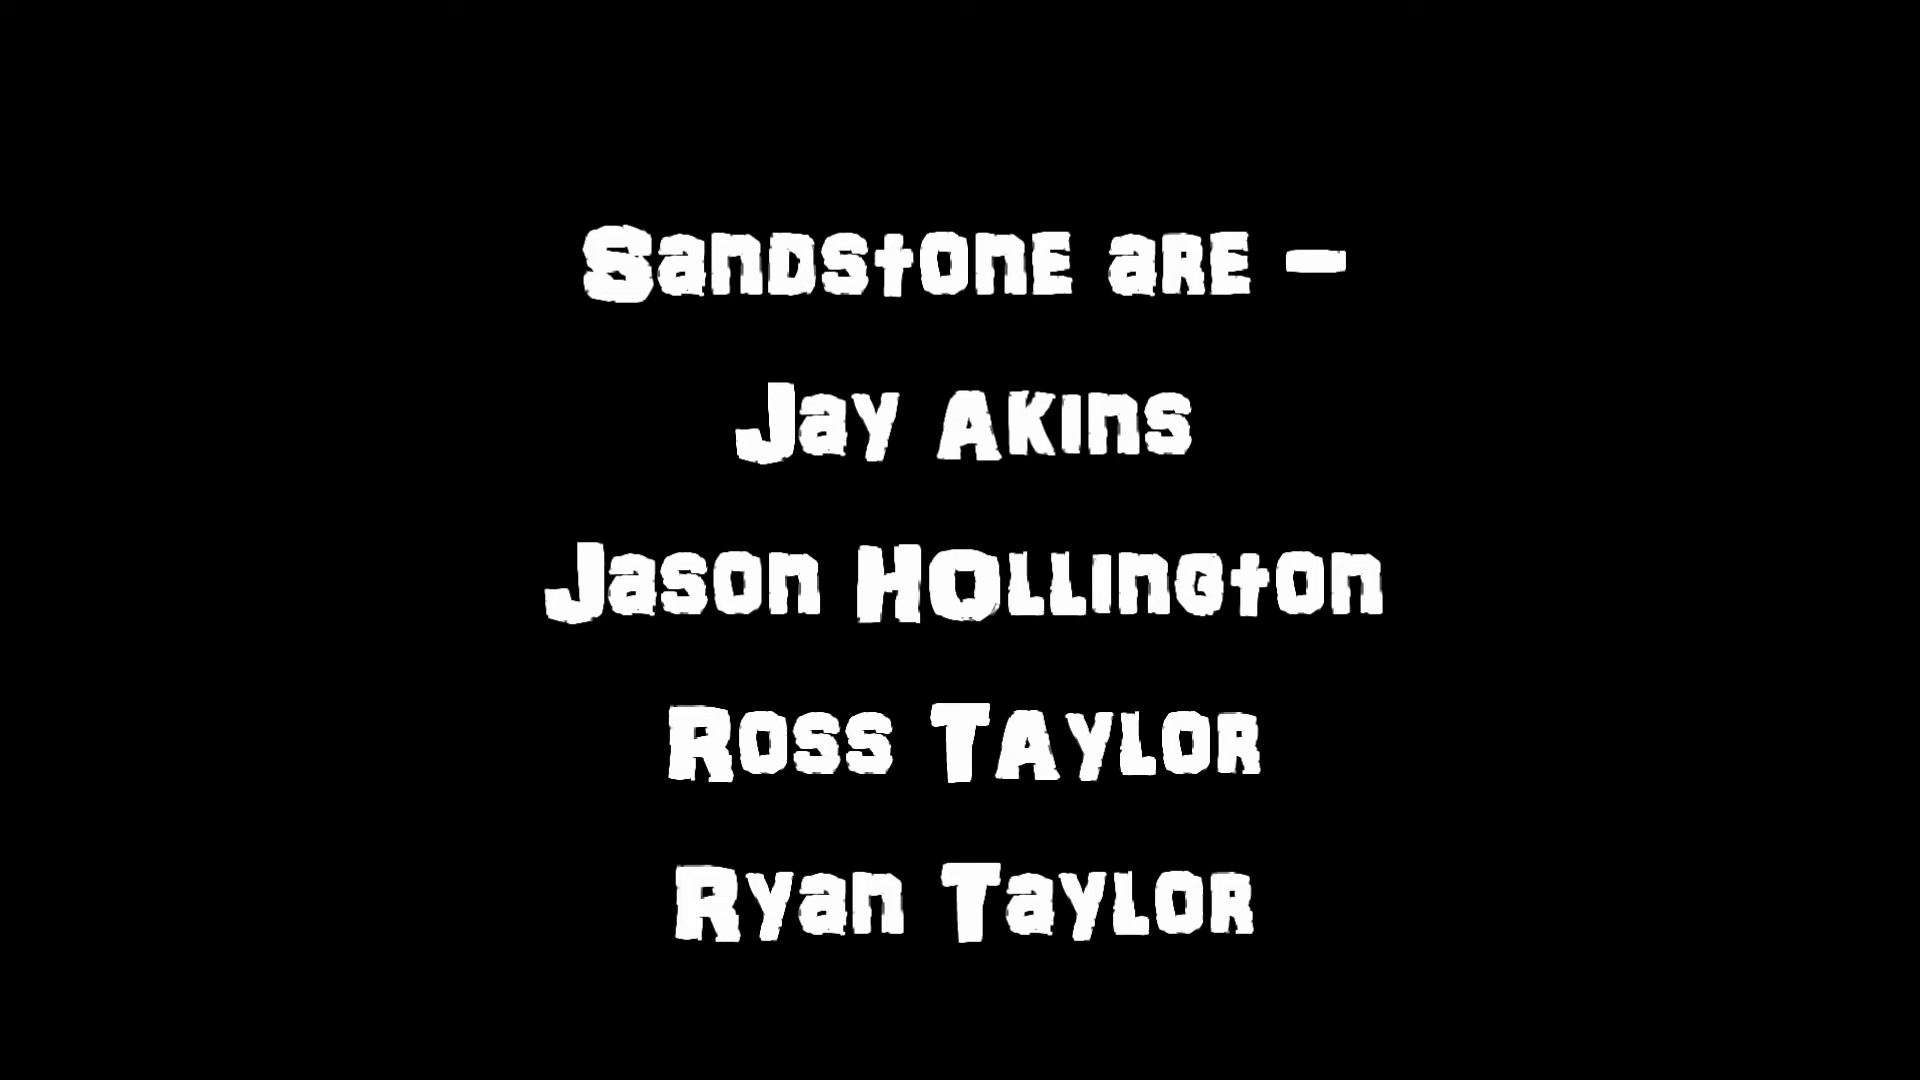 Sandstone are -
Jay Akins
Jason HOllington
Ross TAylor
Ryan Taylor